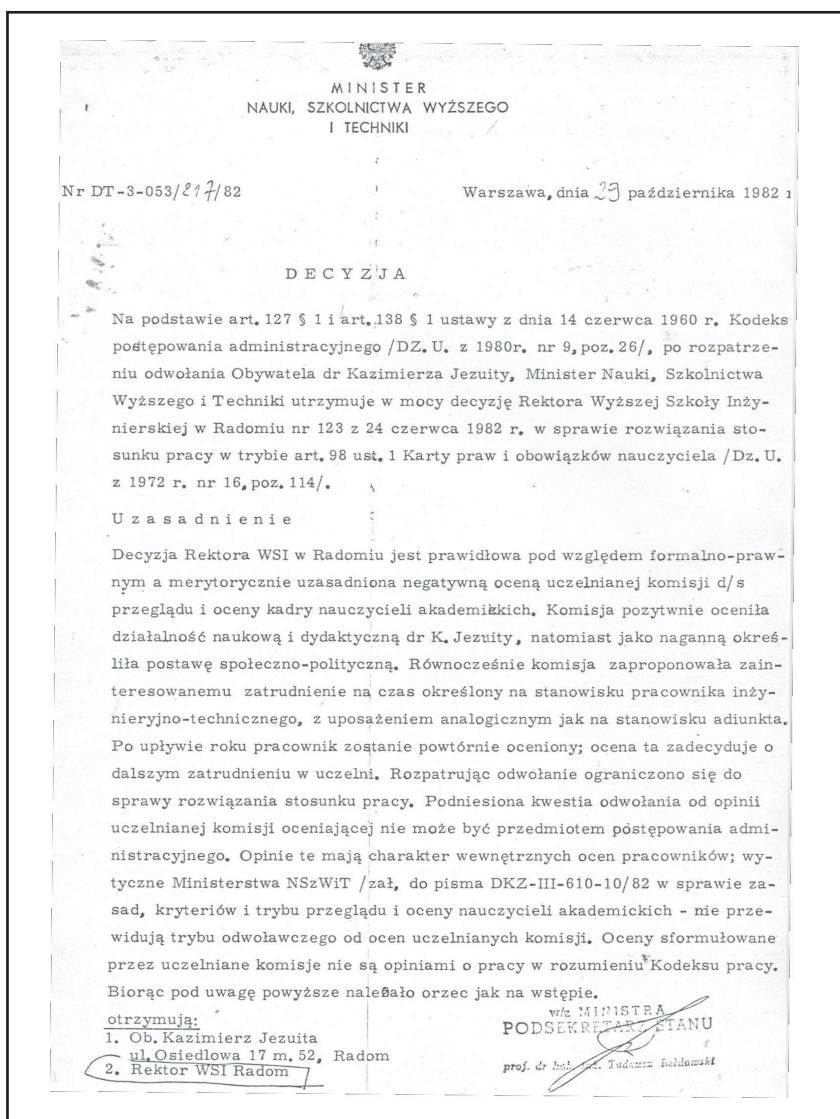 MINISTER
NAUKI, SZKOLNICTWA WYŻSZEGO
I TECHNIKI
Nr DT-3-053/217/82 Warszawa, dnia 29 października 1982 r
DECYZJA
Na podstawie art. 127 § 1 i art. 138 § 1 ustawy z dnia 14 czerwca 1960 r. Kodeks
postępowania administracyjnego /DZ. U. z 1980r. nr 9, poz. 26/, po rozpatrze-
niu odwołania Obywatela dr Kazimierza Jezuity, Minister Nauki, Szkolnictwa
Wyższego i Techniki utrzymuje w mocy decyzję Rektora Wyższej Szkoły Inży-
nierskiej w Radomiu nr 123 z 24 czerwca 1982 r. w sprawie rozwiązania sto-
sunku pracy w trybie art. 98 ust. 1 Karty praw i obowiązków nauczyciela /Dz. U.
z 1972 r. nr 16, poz. 114/.
Uzasadnienie
Decyzja Rektora WSI w Radomiu jest prawidłowa pod względem formalno-praw-
nym a merytorycznie uzasadniona negatywną oceną uczelnianej komisji d/s
przeglądu i oceny kadry nauczycieli akademikkich. Komisja pozytwnie oceniła
działalność naukową i dydaktyczną dr K. Jezuity, natomiast jako naganną okreś-
liła postawę społeczno-polityczną. Równocześnie komisja zaproponowała zain-
teresowanemu zatrudnienie na czas określony na stanowisku pracownika inży-
nieryjno-technicznego, z uposażeniem analogicznym jak na stanowisku adiunkta.
Po upływie roku pracownik zostanie powtórnie oceniony; ocena ta zadecyduje o
dalszym zatrudnieniu w uczelni. Rozpatrując odwołanie ograniczono się do
sprawy rozwiązania stosunku pracy. Podniesiona kwestia odwołania od opinii
uczelnianej komisji oceniającej nie może być przedmiotem postępowania admi-
nistracyjnego. Opinie te mają charakter wewnętrznych ocen pracowników; wy-
tyczne Ministerstwa NSzWiT /zał, do pisma DKZ-III-610-10/82 w sprawie za-
sad, kryteriów i trybu przeglądu i oceny nauczycieli akademickich - nie prze-
widują trybu odwoławczego od ocen uczelnianych komisji. Oceny sformułowane
przez uczelniane komisje nie są opiniami o pracy w rozumieniu Kodeksu pracy.
Biorąc pod uwagę powyższe należało orzec jak na wstępie.
otrzymują:
1. Ob. Kazimierz Jezuita
ul. Osiedlowa 17 m. 52, Radom
2. Rektor WSI Radom
w/z MINISTRA
PODSEKRETARZ STANU
prof. dr hab. Tadeusz